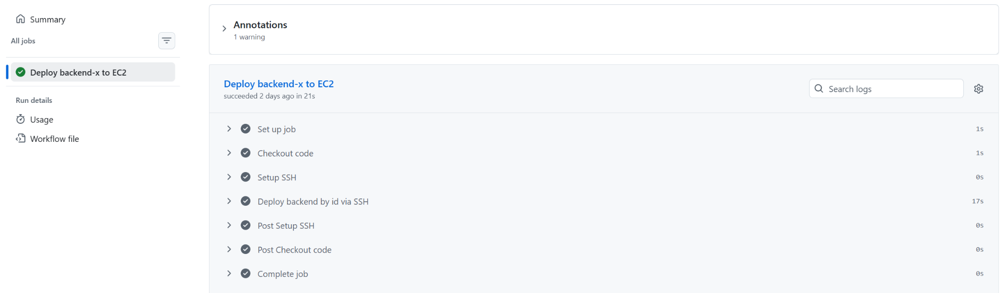 Summary
All jobs
Deploy backend-x to EC2
Run details
Usage
Workflow file
Annotations
1 warning
Deploy backend-x to EC2
succeeded 2 days ago in 21s
Search logs
Set up job 1s
Checkout code 1s
Setup SSH 0s
Deploy backend by id via SSH 17s
Post Setup SSH 0s
Post Checkout code 0s
Complete job 0s